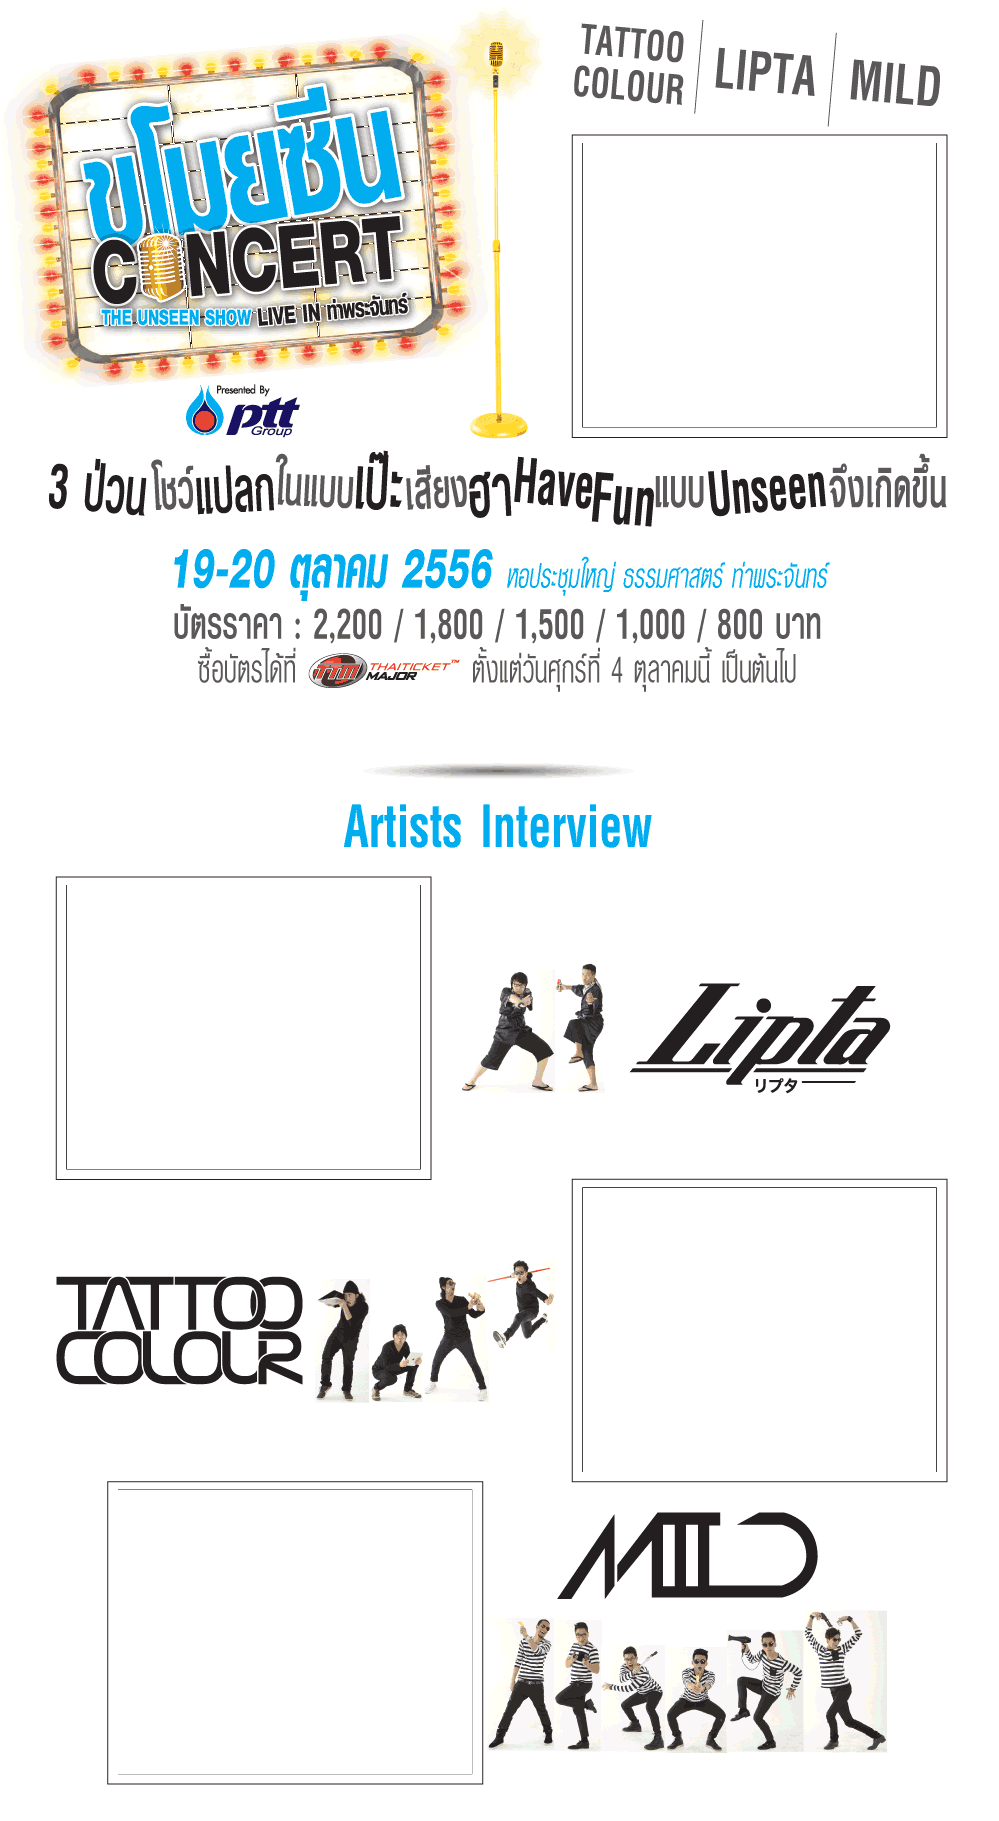 ขโมยซีน
CONCERT
THE UNSEEN SHOW LIVE IN ท่าพระจันทร์
Presented By
ptt
Group
TATTOO
COLOUR
LIPTA
MILD
3 ป่วน โชว์แปลกในแบบเป๊ะเสียงฮา Have Fun แบบ Unseen จึงเกิดขึ้น
19-20 ตุลาคม 2556 หอประชุมใหญ่ ธรรมศาสตร์ ท่าพระจันทร์
บัตรราคา : 2,200 / 1,800 / 1,500 / 1,000 / 800 บาท
ซื้อบัตรได้ที่ TTM THAITICKET™ MAJOR ตั้งแต่วันศุกร์ที่ 4 ตุลาคมนี้ เป็นต้นไป
Artists Interview
Lipta
リプタ
TATTOO
COLOUR
MILD